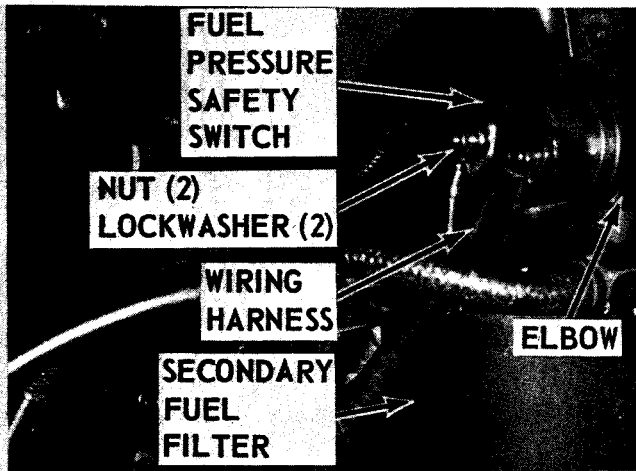 FUEL
PRESSURE
SAFETY
SWITCH
NUT (2)
LOCKWASHER (2)
WIRING
HARNESS
ELBOW
SECONDARY
FUEL
FILTER